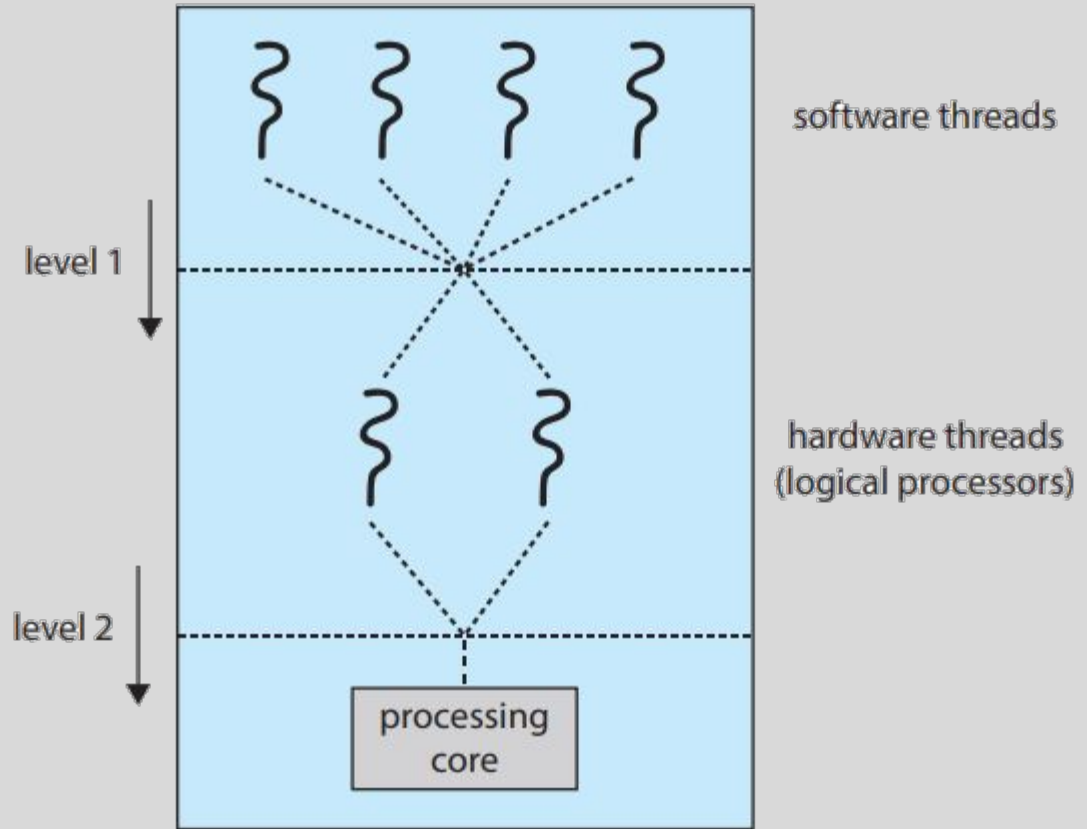 software threads
level 1
hardware threads
(logical processors)
level 2
processing
core